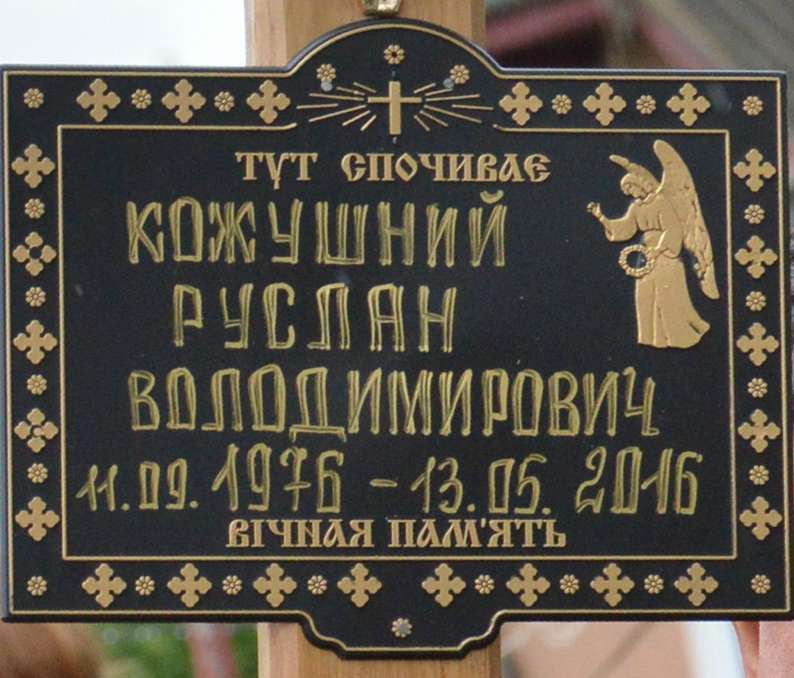 ТУТ СПОЧИВАЄ
КОЖУШНИЙ
РУСЛАН
ВОЛОДИМИРОВИЧ
11.09.1976 - 13.05.2016
ВІЧНАЯ ПАМ'ЯТЬ